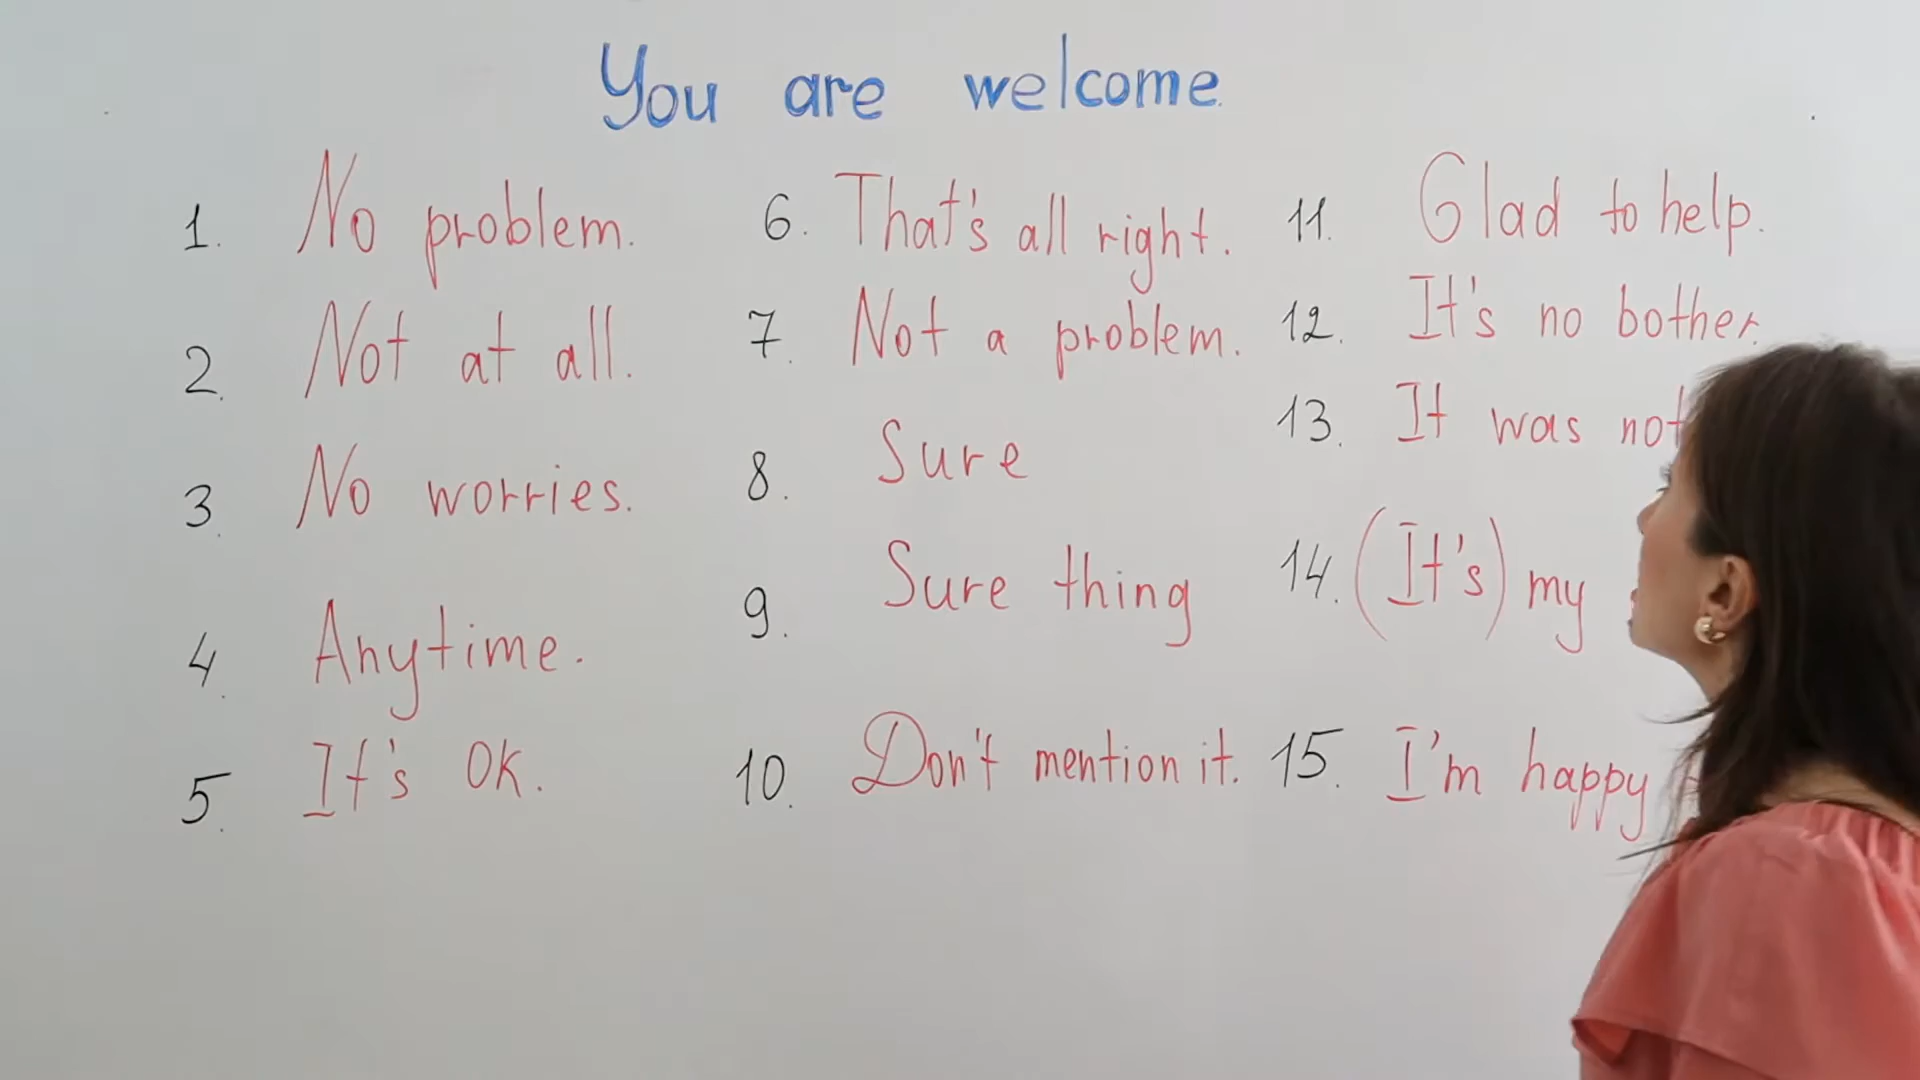 You are welcome.
1. No problem.
2. Not at all.
3. No worries.
4. Anytime.
5. It's OK.
6. That's all right.
7. Not a problem.
8. Sure
9. Sure thing
10. Don't mention it.
11. Glad to help.
12. It's no bother.
13. It was
14. (It's) my
15. I'm happy